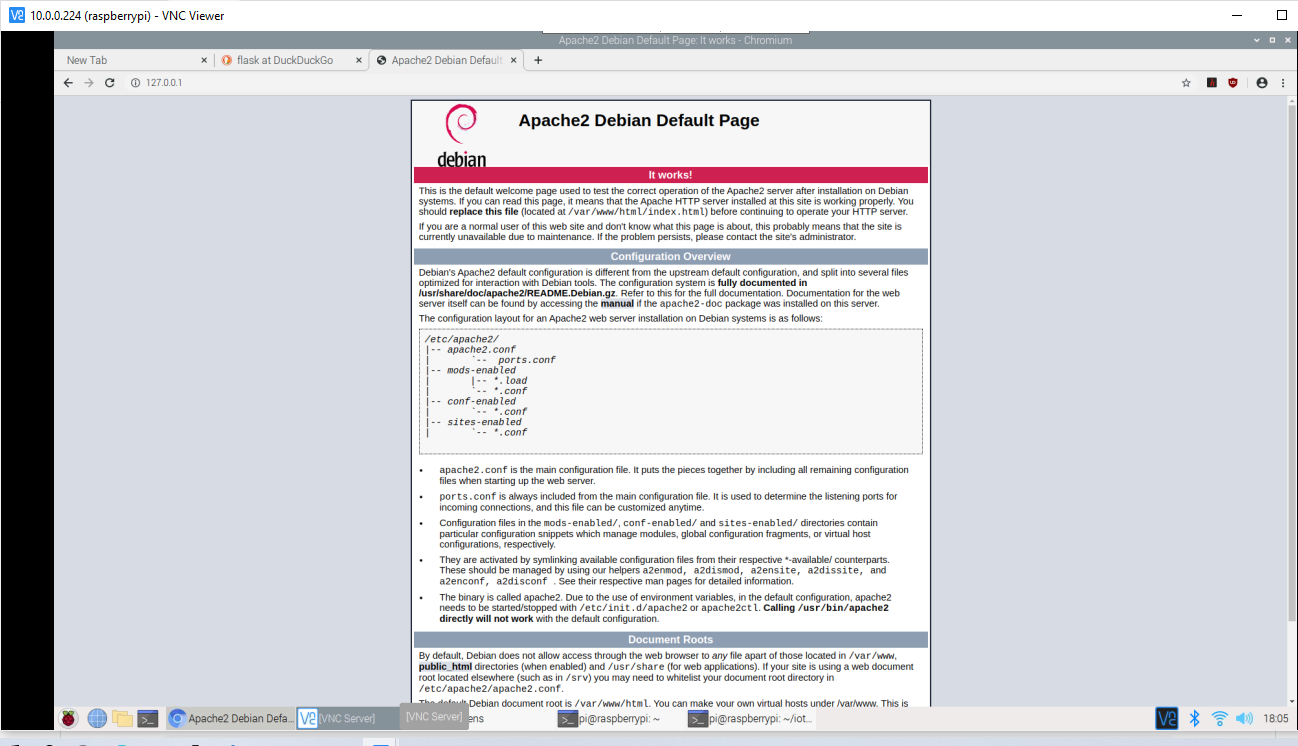 10.0.0.224 (raspberrypi) - VNC Viewer
Apache2 Debian Default Page: It works - Chromium
New Tab
flask at DuckDuckGo
Apache2 Debian Default
127.0.0.1
debian
Apache2 Debian Default Page
It works!
This is the default welcome page used to test the correct operation of the Apache2 server after installation on Debian
systems. If you can read this page, it means that the Apache HTTP server installed at this site is working properly. You
should replace this file (located at /var/www/html/index.html) before continuing to operate your HTTP server.
If you are a normal user of this web site and don't know what this page is about, this probably means that the site is
currently unavailable due to maintenance. If the problem persists, please contact the site's administrator.
Configuration Overview
Debian's Apache2 default configuration is different from the upstream default configuration, and split into several files
optimized for interaction with Debian tools. The configuration system is fully documented in
/usr/share/doc/apache2/README.Debian.gz. Refer to this for the full documentation. Documentation for the web
server itself can be found by accessing the manual if the apache2-doc package was installed on this server.
The configuration layout for an Apache2 web server installation on Debian systems is as follows:
/etc/apache2/
|-- apache2.conf
|       `--  ports.conf
|-- mods-enabled
|       |-- *.load
|       `-- *.conf
|-- conf-enabled
|       `-- *.conf
|-- sites-enabled
|       `-- *.conf
• apache2.conf is the main configuration file. It puts the pieces together by including all remaining configuration
files when starting up the web server.
• ports.conf is always included from the main configuration file. It is used to determine the listening ports for
incoming connections, and this file can be customized anytime.
• Configuration files in the mods-enabled/, conf-enabled/ and sites-enabled/ directories contain
particular configuration snippets which manage modules, global configuration fragments, or virtual host
configurations, respectively.
• They are activated by symlinking available configuration files from their respective *-available/ counterparts.
These should be managed by using our helpers a2enmod, a2dismod, a2ensite, a2dissite, and
a2enconf, a2disconf . See their respective man pages for detailed information.
• The binary is called apache2. Due to the use of environment variables, in the default configuration, apache2
needs to be started/stopped with /etc/init.d/apache2 or apache2ctl. Calling /usr/bin/apache2
directly will not work with the default configuration.
Document Roots
By default, Debian does not allow access through the web browser to any file apart of those located in /var/www,
public_html directories (when enabled) and /usr/share (for web applications). If your site is using a web document
root located elsewhere (such as in /srv) you may need to whitelist your document root directory in
/etc/apache2/apache2.conf.
The default Debian document root is /var/www/html. You can make your own virtual hosts under /var/www. This is
Apache2 Debian Defa...
[VNC Server]
[VNC Server]
ens
pi@raspberrypi: ~
pi@raspberrypi: ~/iot...
18:05